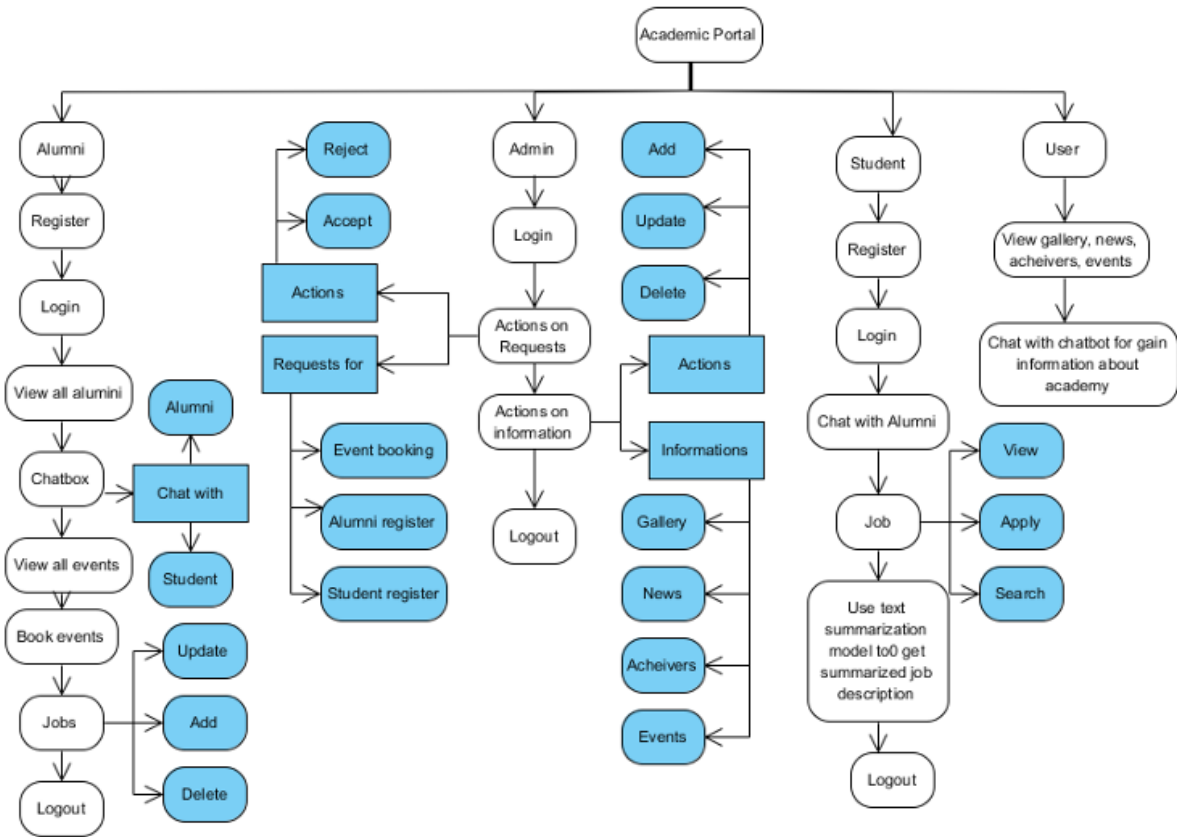 Academic Portal
Alumni
Register
Login
View all alumini
Chatbox
View all events
Book events
Jobs
Logout
Alumni
Chat with
Student
Update
Add
Delete
Reject
Accept
Actions
Requests for
Event booking
Alumni register
Student register
Admin
Login
Actions on
Requests
Actions on
information
Logout
Add
Update
Delete
Actions
Informations
Gallery
News
Acheivers
Events
Student
Register
Login
Chat with Alumni
Job
Use text
summarization
model to0 get
summarized job
description
Logout
View
Apply
Search
User
View gallery, news,
acheivers, events
Chat with chatbot for gain
information about
academy